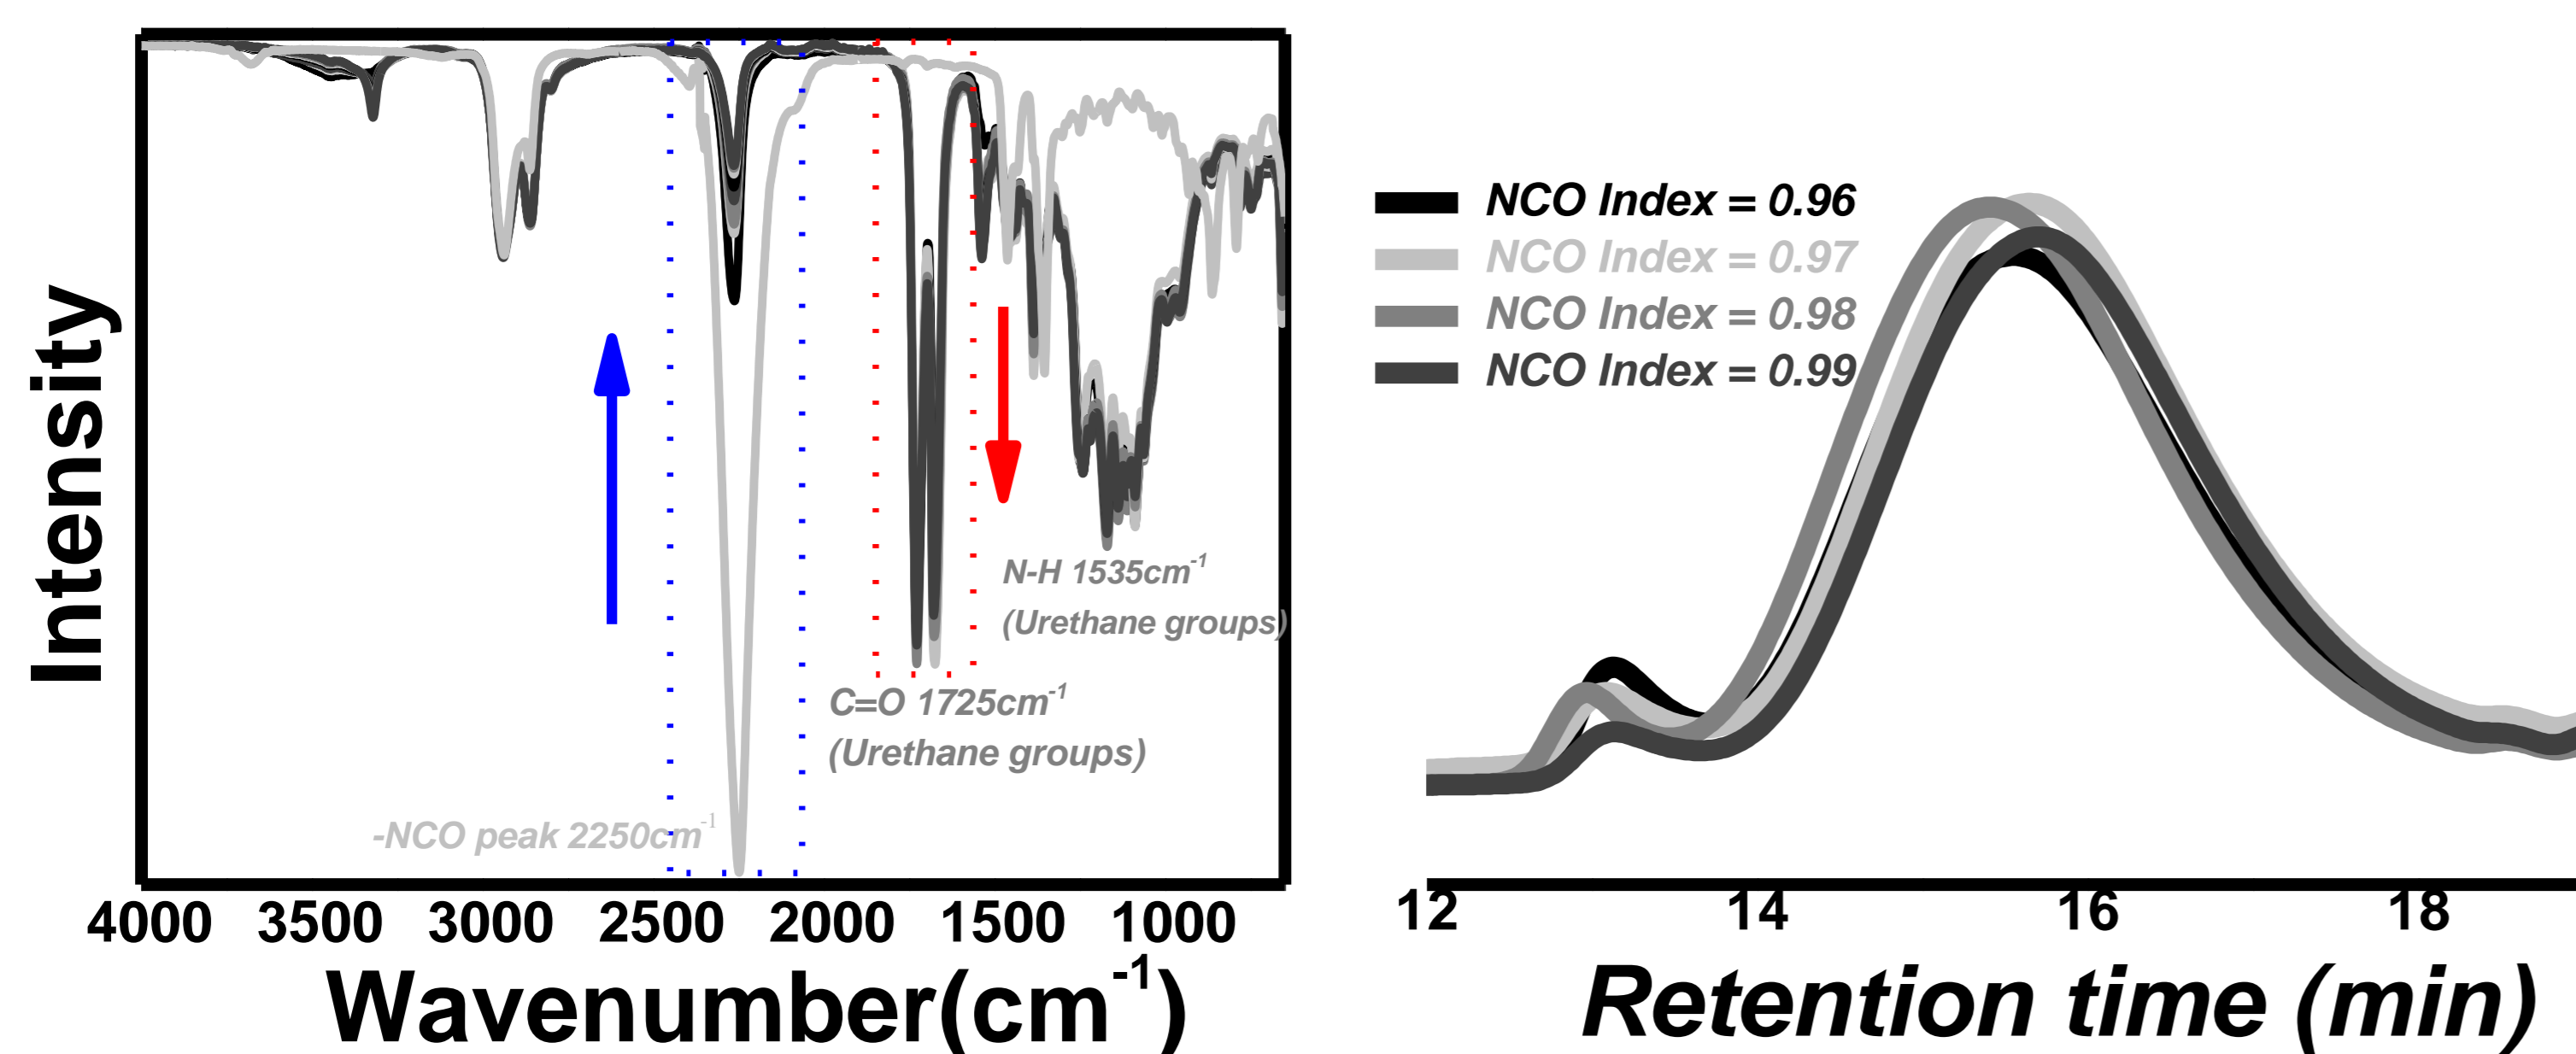 Intensity
-NCO peak 2250cm-1
C=O 1725cm-1
(Urethane groups)
N-H 1535cm-1
(Urethane groups)
4000 3500 3000 2500 2000 1500 1000
Wavenumber(cm-1)
NCO Index = 0.96
NCO Index = 0.97
NCO Index = 0.98
NCO Index = 0.99
12 14 16 18
Retention time (min)